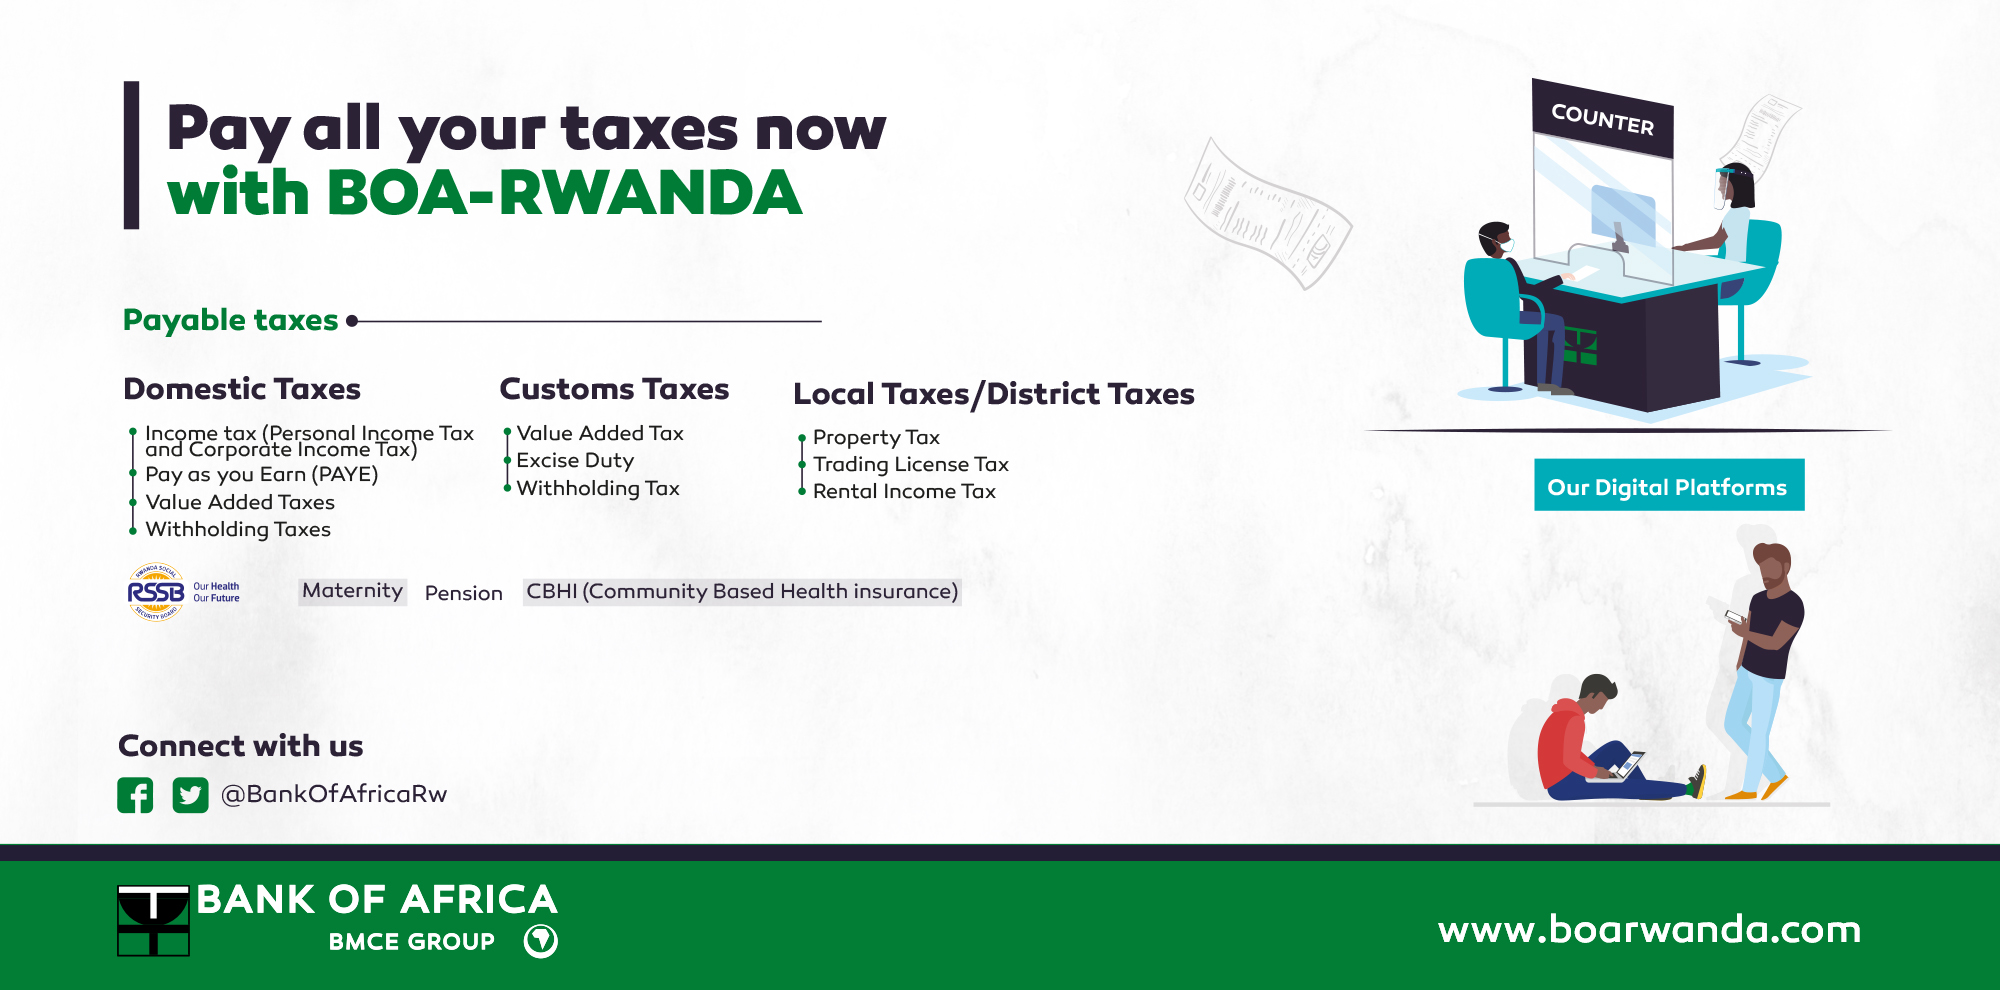 Pay all your taxes now
with BOA-RWANDA
Payable taxes
Domestic Taxes
Income tax (Personal Income Tax
and Corporate Income Tax)
Pay as you Earn (PAYE)
Value Added Taxes
Withholding Taxes
Customs Taxes
Value Added Tax
Excise Duty
Withholding Tax
Local Taxes/District Taxes
Property Tax
Trading License Tax
Rental Income Tax
RWANDA SOCIAL
RSSB
SECURITY BOARD
Our Health
Our Future
Maternity Pension CBHI (Community Based Health insurance)
COUNTER
Our Digital Platforms
Connect with us
@BankOfAfricaRw
BANK OF AFRICA
BMCE GROUP
www.boarwanda.com